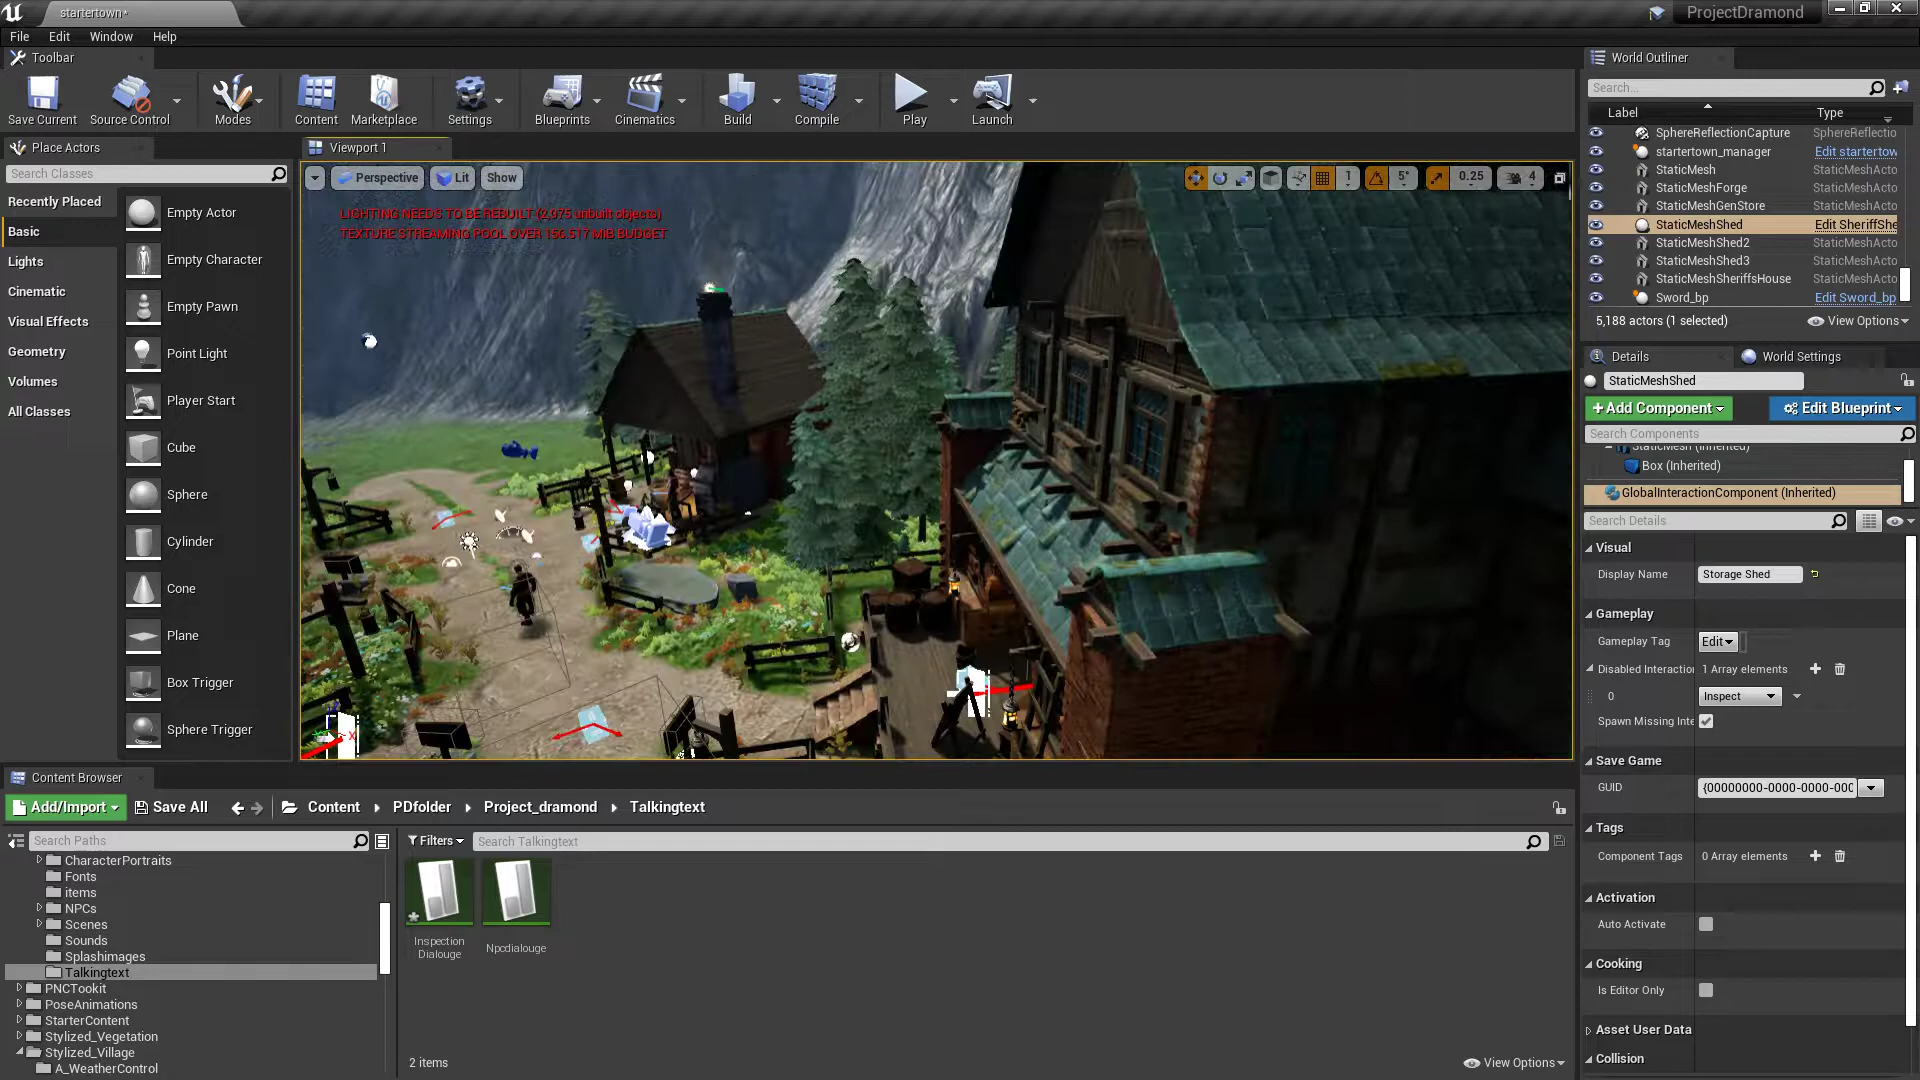 startertown*
ProjectDramond
File Edit Window Help
Toolbar
Save Current
Source Control
Modes
Content
Marketplace
Settings
Blueprints
Cinematics
Build
Compile
Play
Launch
Place Actors
Search Classes
Recently Placed
Basic
Lights
Cinematic
Visual Effects
Geometry
Volumes
All Classes
Empty Actor
Empty Character
Empty Pawn
Point Light
Player Start
Cube
Sphere
Cylinder
Cone
Plane
Box Trigger
Sphere Trigger
Viewport 1
Perspective
Lit
Show
1
5°
0.25
4
LIGHTING NEEDS TO BE REBUILT (2,975 unbuilt objects)
TEXTURE STREAMING POOL OVER 156.517 MiB BUDGET
X
World Outliner
Search...
Label Type
SphereReflectionCapture SphereReflectio
startertown_manager Edit startertow
StaticMesh StaticMeshActo
StaticMeshForge StaticMeshActo
StaticMeshGenStore StaticMeshActo
StaticMeshShed Edit SheriffShe
StaticMeshShed2 StaticMeshActo
StaticMeshShed3 StaticMeshActo
StaticMeshSheriffsHouse StaticMeshActo
Sword_bp Edit Sword_bp
5,188 actors (1 selected)
View Options
Details
World Settings
StaticMeshShed
+Add Component
Edit Blueprint
Search Components
StaticMesh (Inherited)
Box (Inherited)
GlobalInteractionComponent (Inherited)
Search Details
Visual
Display Name Storage Shed
Gameplay
Gameplay Tag Edit
Disabled Interaction 1 Array elements
0 Inspect
Spawn Missing Inte
Save Game
GUID {00000000-0000-0000-000
Tags
Component Tags 0 Array elements
Activation
Auto Activate
Cooking
Is Editor Only
Asset User Data
Collision
Content Browser
Add/Import
Save All
Content PDfolder Project_dramond Talkingtext
Search Paths
Filters
Search Talkingtext
CharacterPortraits
Fonts
items
NPCs
Scenes
Sounds
Splashimages
Talkingtext
PNCTookit
PoseAnimations
StarterContent
Stylized_Vegetation
Stylized_Village
A_WeatherControl
Inspection
Dialouge
Npcdialouge
2 items
View Options